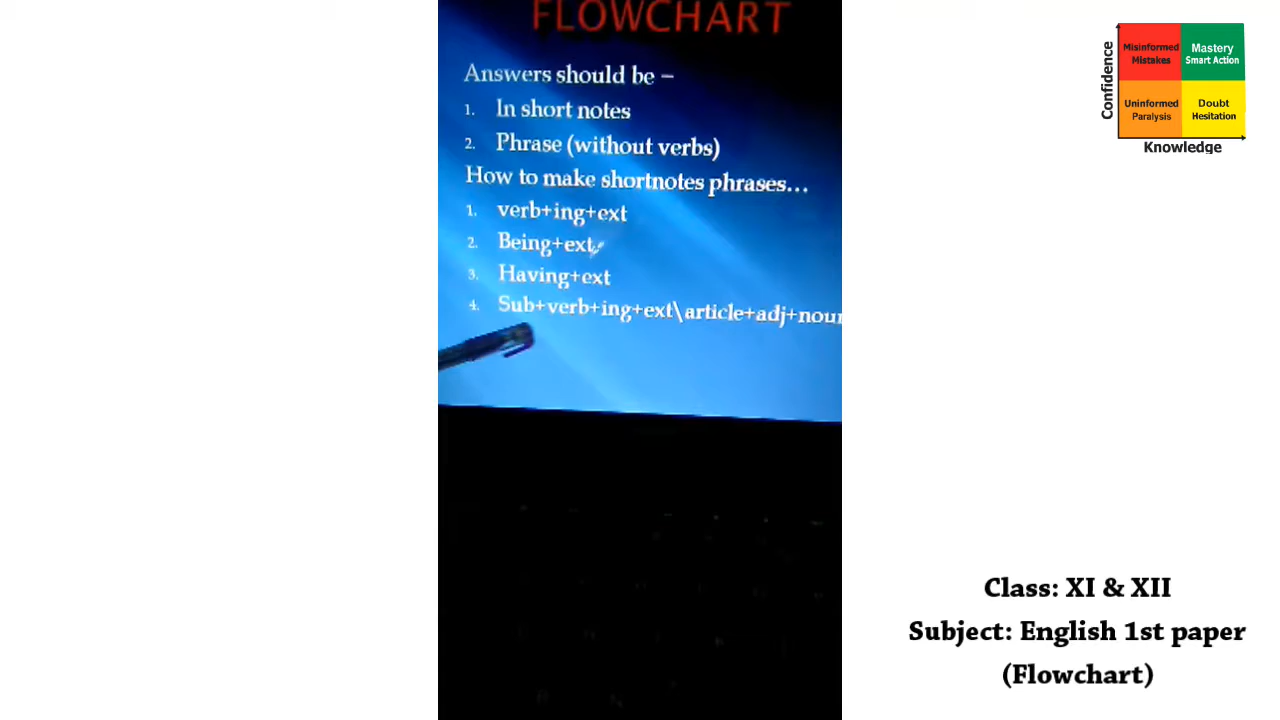 FLOWCHART
Answers should be –
1. In short notes
2. Phrase (without verbs)
How to make shortnotes phrases...
1. verb+ing+ext
2. Being+ext
3. Having+ext
4. Sub+verb+ing+ext\article+adj+noun
Confidence
Misinformed
Mistakes
Mastery
Smart Action
Uninformed
Paralysis
Doubt
Hesitation
Knowledge
Class: XI & XII
Subject: English 1st paper
(Flowchart)